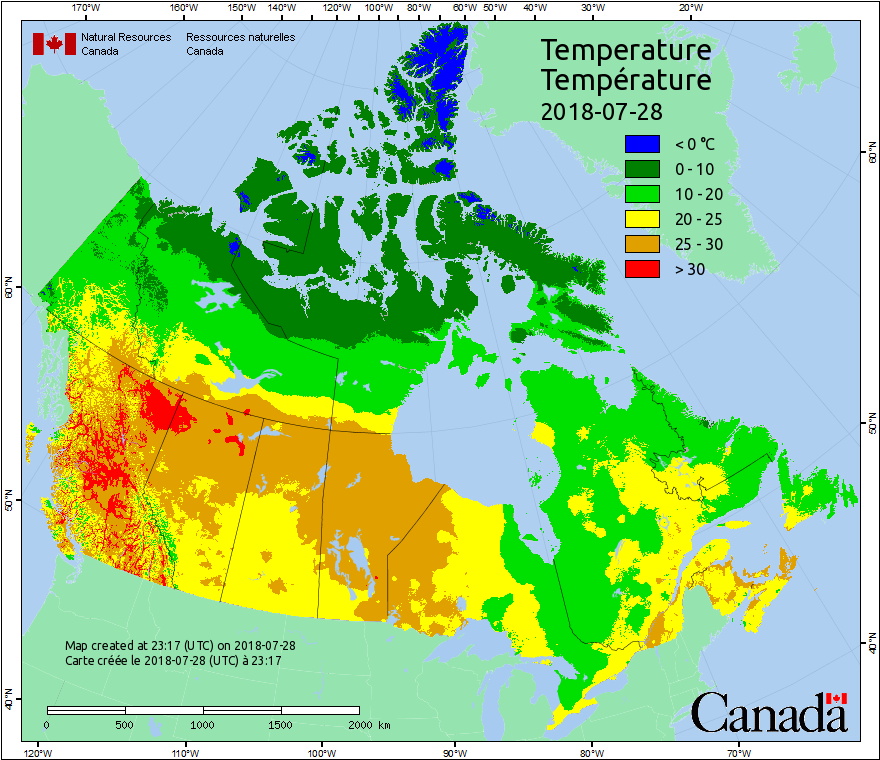 170°W 160°W 150°W 140°W 130°W 120°W 110°W 100°W 80°W 60°W 50°W 40°W 30°W 20°W
Natural Resources Ressources naturelles
Canada Canada
Temperature
Température
2018-07-28
< 0 °C
0 - 10
10 - 20
20 - 25
25 - 30
> 30
60°N
60°N
50°N
50°N
40°N
40°N
Map created at 23:17 (UTC) on 2018-07-28
Carte créée le 2018-07-28 (UTC) à 23:17
0 500 1000 1500 2000 km
Canada
120°W 110°W 100°W 90°W 80°W 70°W